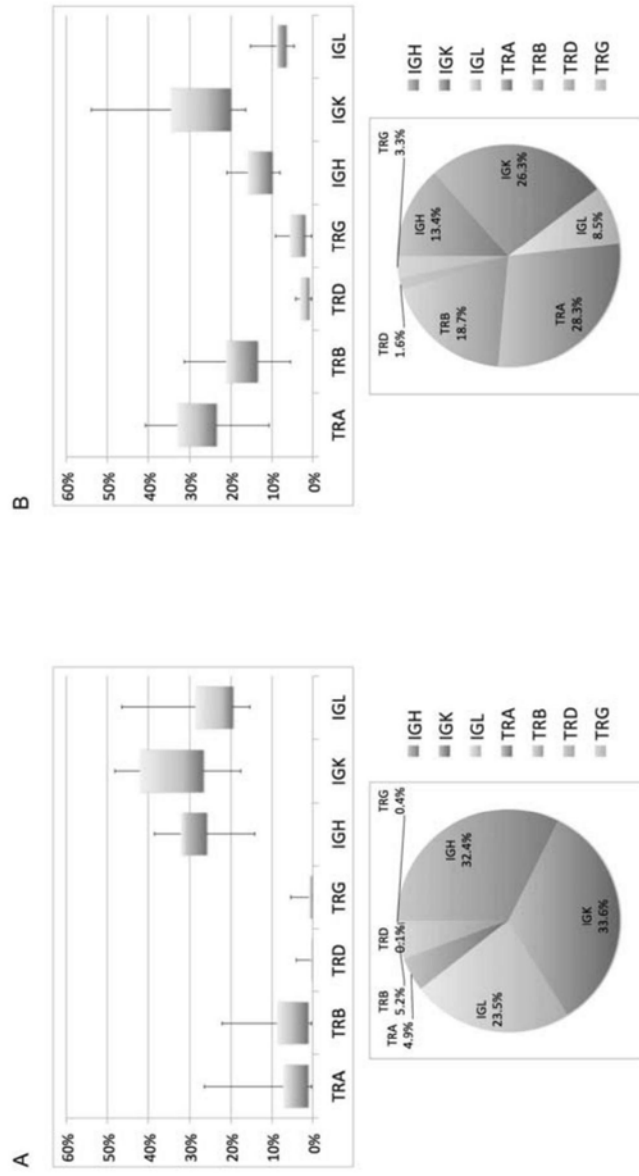 A
60%
50%
40%
30%
20%
10%
0%
TRA
TRB
TRD
TRG
IGH
IGK
IGL
TRG
0.4%
TRD
0.1%
TRB
5.2%
TRA
4.9%
IGH
32.4%
IGL
23.5%
IGK
33.6%
IGH
IGK
IGL
TRA
TRB
TRD
TRG
B
60%
50%
40%
30%
20%
10%
0%
TRA
TRB
TRD
TRG
IGH
IGK
IGL
TRG
3.3%
TRD
1.6%
IGH
13.4%
TRB
18.7%
IGK
26.3%
TRA
28.3%
IGL
8.5%
IGH
IGK
IGL
TRA
TRB
TRD
TRG